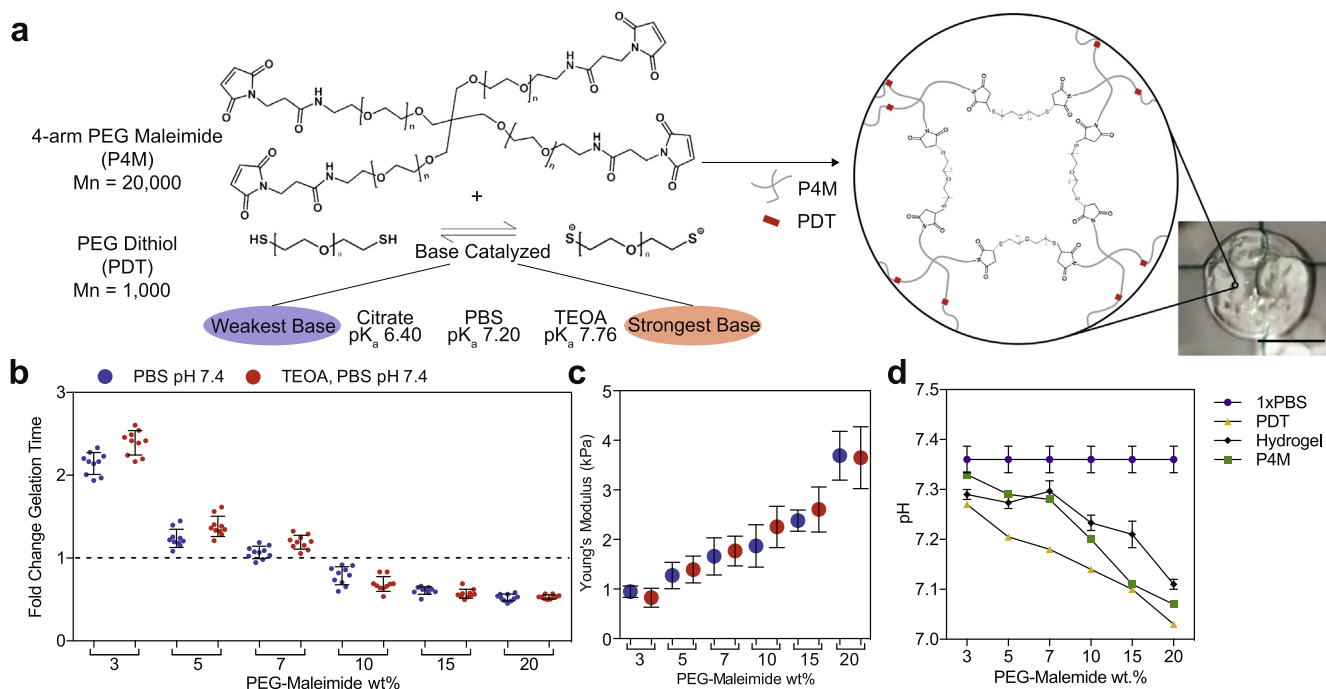 a
4-arm PEG Maleimide
(P4M)
Mn = 20,000
PEG Dithiol
(PDT)
Mn = 1,000
O
N
O
O
H
N
O
n
O
O
O
n
H
N
O
N
O
O
O
N
O
O
H
N
O
n
O
O
O
n
H
N
O
N
O
O
+
HS
O
n
SH
Base Catalyzed
S
⊖
O
n
S
⊖
P4M
PDT
Weakest Base
Citrate
pKa 6.40
PBS
pKa 7.20
TEOA
pKa 7.76
Strongest Base
b
PBS pH 7.4
TEOA, PBS pH 7.4
Fold Change Gelation Time
3
2
1
0
3
5
7
10
15
20
PEG-Maleimide wt%
c
Young's Modulus (kPa)
5
4
3
2
1
0
3
5
7
10
15
20
PEG-Maleimide wt%
d
pH
7.5
7.4
7.3
7.2
7.1
7.0
3
5
7
10
15
20
PEG-Maleimide wt.%
1xPBS
PDT
Hydrogel
P4M